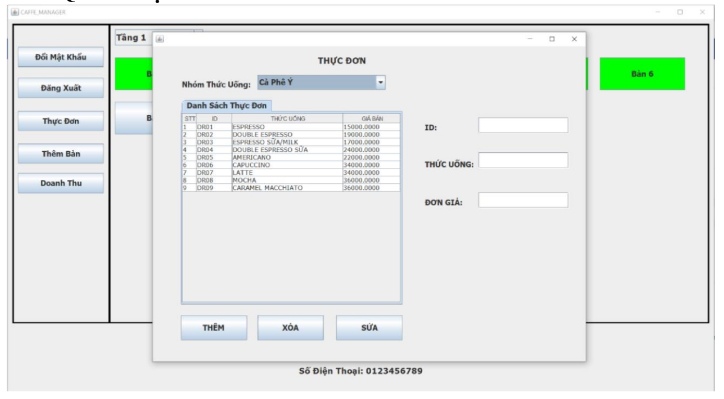 CAFFE_MANAGER
Tầng 1
Đổi Mật Khẩu
Đăng Xuất
Thực Đơn
Thêm Bàn
Doanh Thu
Bàn 6
THỰC ĐƠN
Nhóm Thức Uống: Cà Phê Ý
Danh Sách Thực Đơn
STT ID THỨC UỐNG GIÁ BÁN
1 DR01 ESPRESSO 15000.0000
2 DR02 DOUBLE ESPRESSO 19000.0000
3 DR03 ESPRESSO SỮA/MILK 17000.0000
4 DR04 DOUBLE ESPRESSO SỮA 24000.0000
5 DR05 AMERICANO 22000.0000
6 DR06 CAPUCCINO 34000.0000
7 DR07 LATTE 34000.0000
8 DR08 MOCHA 36000.0000
9 DR09 CARAMEL MACCHIATO 36000.0000
ID:
THỨC UỐNG:
ĐƠN GIÁ:
THÊM XÓA SỬA
Số Điện Thoại: 0123456789